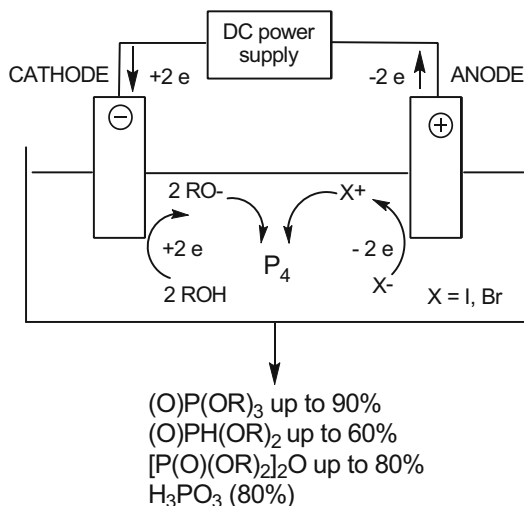 DC power
supply
CATHODE
+2 e
-2 e
ANODE
−
+
2 RO-
X+
+2 e
P4
- 2 e
2 ROH
X-
X = I, Br
(O)P(OR)3 up to 90%
(O)PH(OR)2 up to 60%
[P(O)(OR)2]2O up to 80%
H3PO3 (80%)